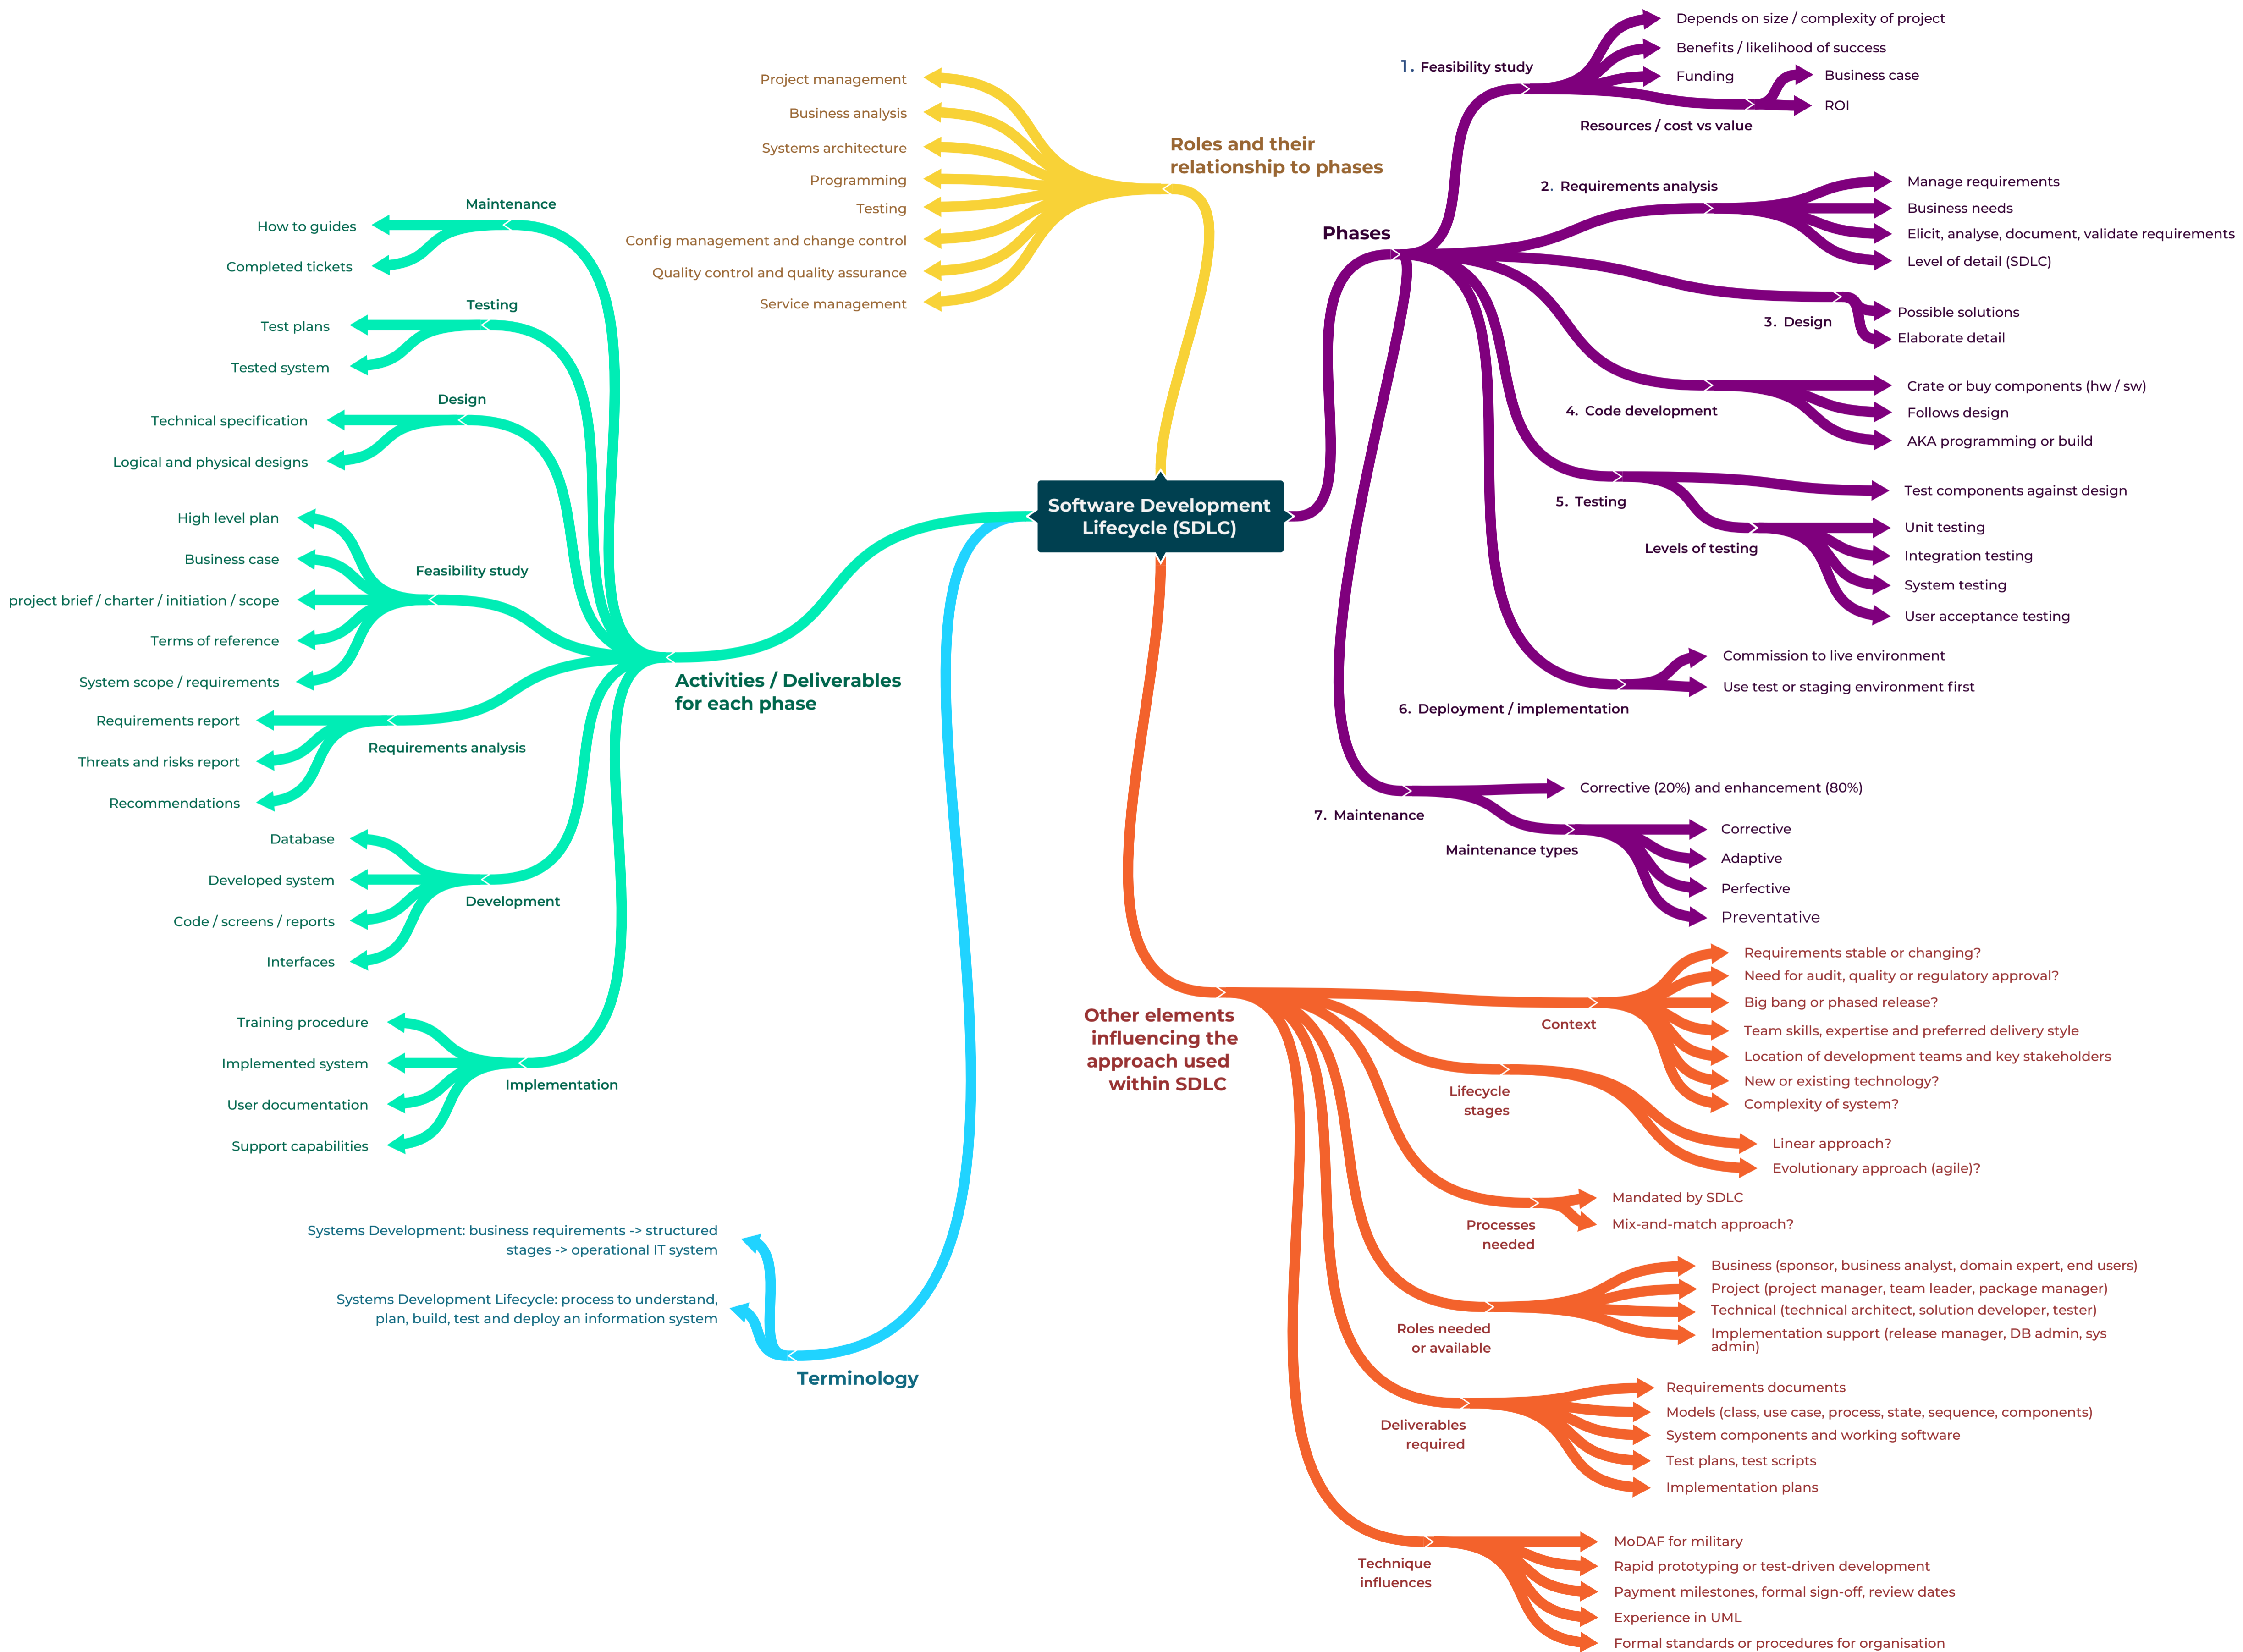 Software Development
Lifecycle (SDLC)
Phases
1. Feasibility study
Depends on size / complexity of project
Benefits / likelihood of success
Funding
Resources / cost vs value
Business case
ROI
2. Requirements analysis
Manage requirements
Business needs
Elicit, analyse, document, validate requirements
Level of detail (SDLC)
3. Design
Possible solutions
Elaborate detail
4. Code development
Crate or buy components (hw / sw)
Follows design
AKA programming or build
5. Testing
Test components against design
Levels of testing
Unit testing
Integration testing
System testing
User acceptance testing
6. Deployment / implementation
Commission to live environment
Use test or staging environment first
7. Maintenance
Corrective (20%) and enhancement (80%)
Maintenance types
Corrective
Adaptive
Perfective
Preventative
Other elements
influencing the
approach used
within SDLC
Context
Requirements stable or changing?
Need for audit, quality or regulatory approval?
Big bang or phased release?
Team skills, expertise and preferred delivery style
Location of development teams and key stakeholders
New or existing technology?
Complexity of system?
Lifecycle
stages
Linear approach?
Evolutionary approach (agile)?
Processes
needed
Mandated by SDLC
Mix-and-match approach?
Roles needed
or available
Business (sponsor, business analyst, domain expert, end users)
Project (project manager, team leader, package manager)
Technical (technical architect, solution developer, tester)
Implementation support (release manager, DB admin, sys
admin)
Deliverables
required
Requirements documents
Models (class, use case, process, state, sequence, components)
System components and working software
Test plans, test scripts
Implementation plans
Technique
influences
MoDAF for military
Rapid prototyping or test-driven development
Payment milestones, formal sign-off, review dates
Experience in UML
Formal standards or procedures for organisation
Terminology
Systems Development: business requirements -> structured
stages -> operational IT system
Systems Development Lifecycle: process to understand,
plan, build, test and deploy an information system
Activities / Deliverables
for each phase
Maintenance
How to guides
Completed tickets
Testing
Test plans
Tested system
Design
Technical specification
Logical and physical designs
Feasibility study
High level plan
Business case
project brief / charter / initiation / scope
Terms of reference
System scope / requirements
Requirements analysis
Requirements report
Threats and risks report
Recommendations
Development
Database
Developed system
Code / screens / reports
Interfaces
Implementation
Training procedure
Implemented system
User documentation
Support capabilities
Roles and their
relationship to phases
Project management
Business analysis
Systems architecture
Programming
Testing
Config management and change control
Quality control and quality assurance
Service management